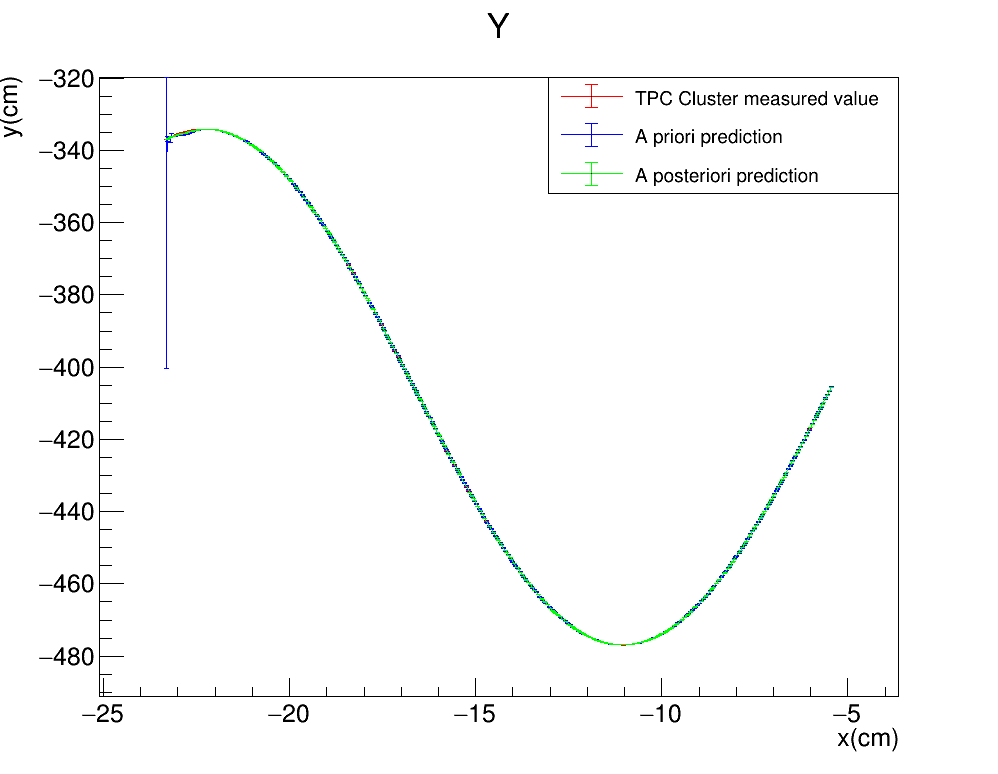 Y
y(cm)
−320
−340
−360
−380
−400
−420
−440
−460
−480
TPC Cluster measured value
A priori prediction
A posteriori prediction
−25 −20 −15 −10 −5
x(cm)